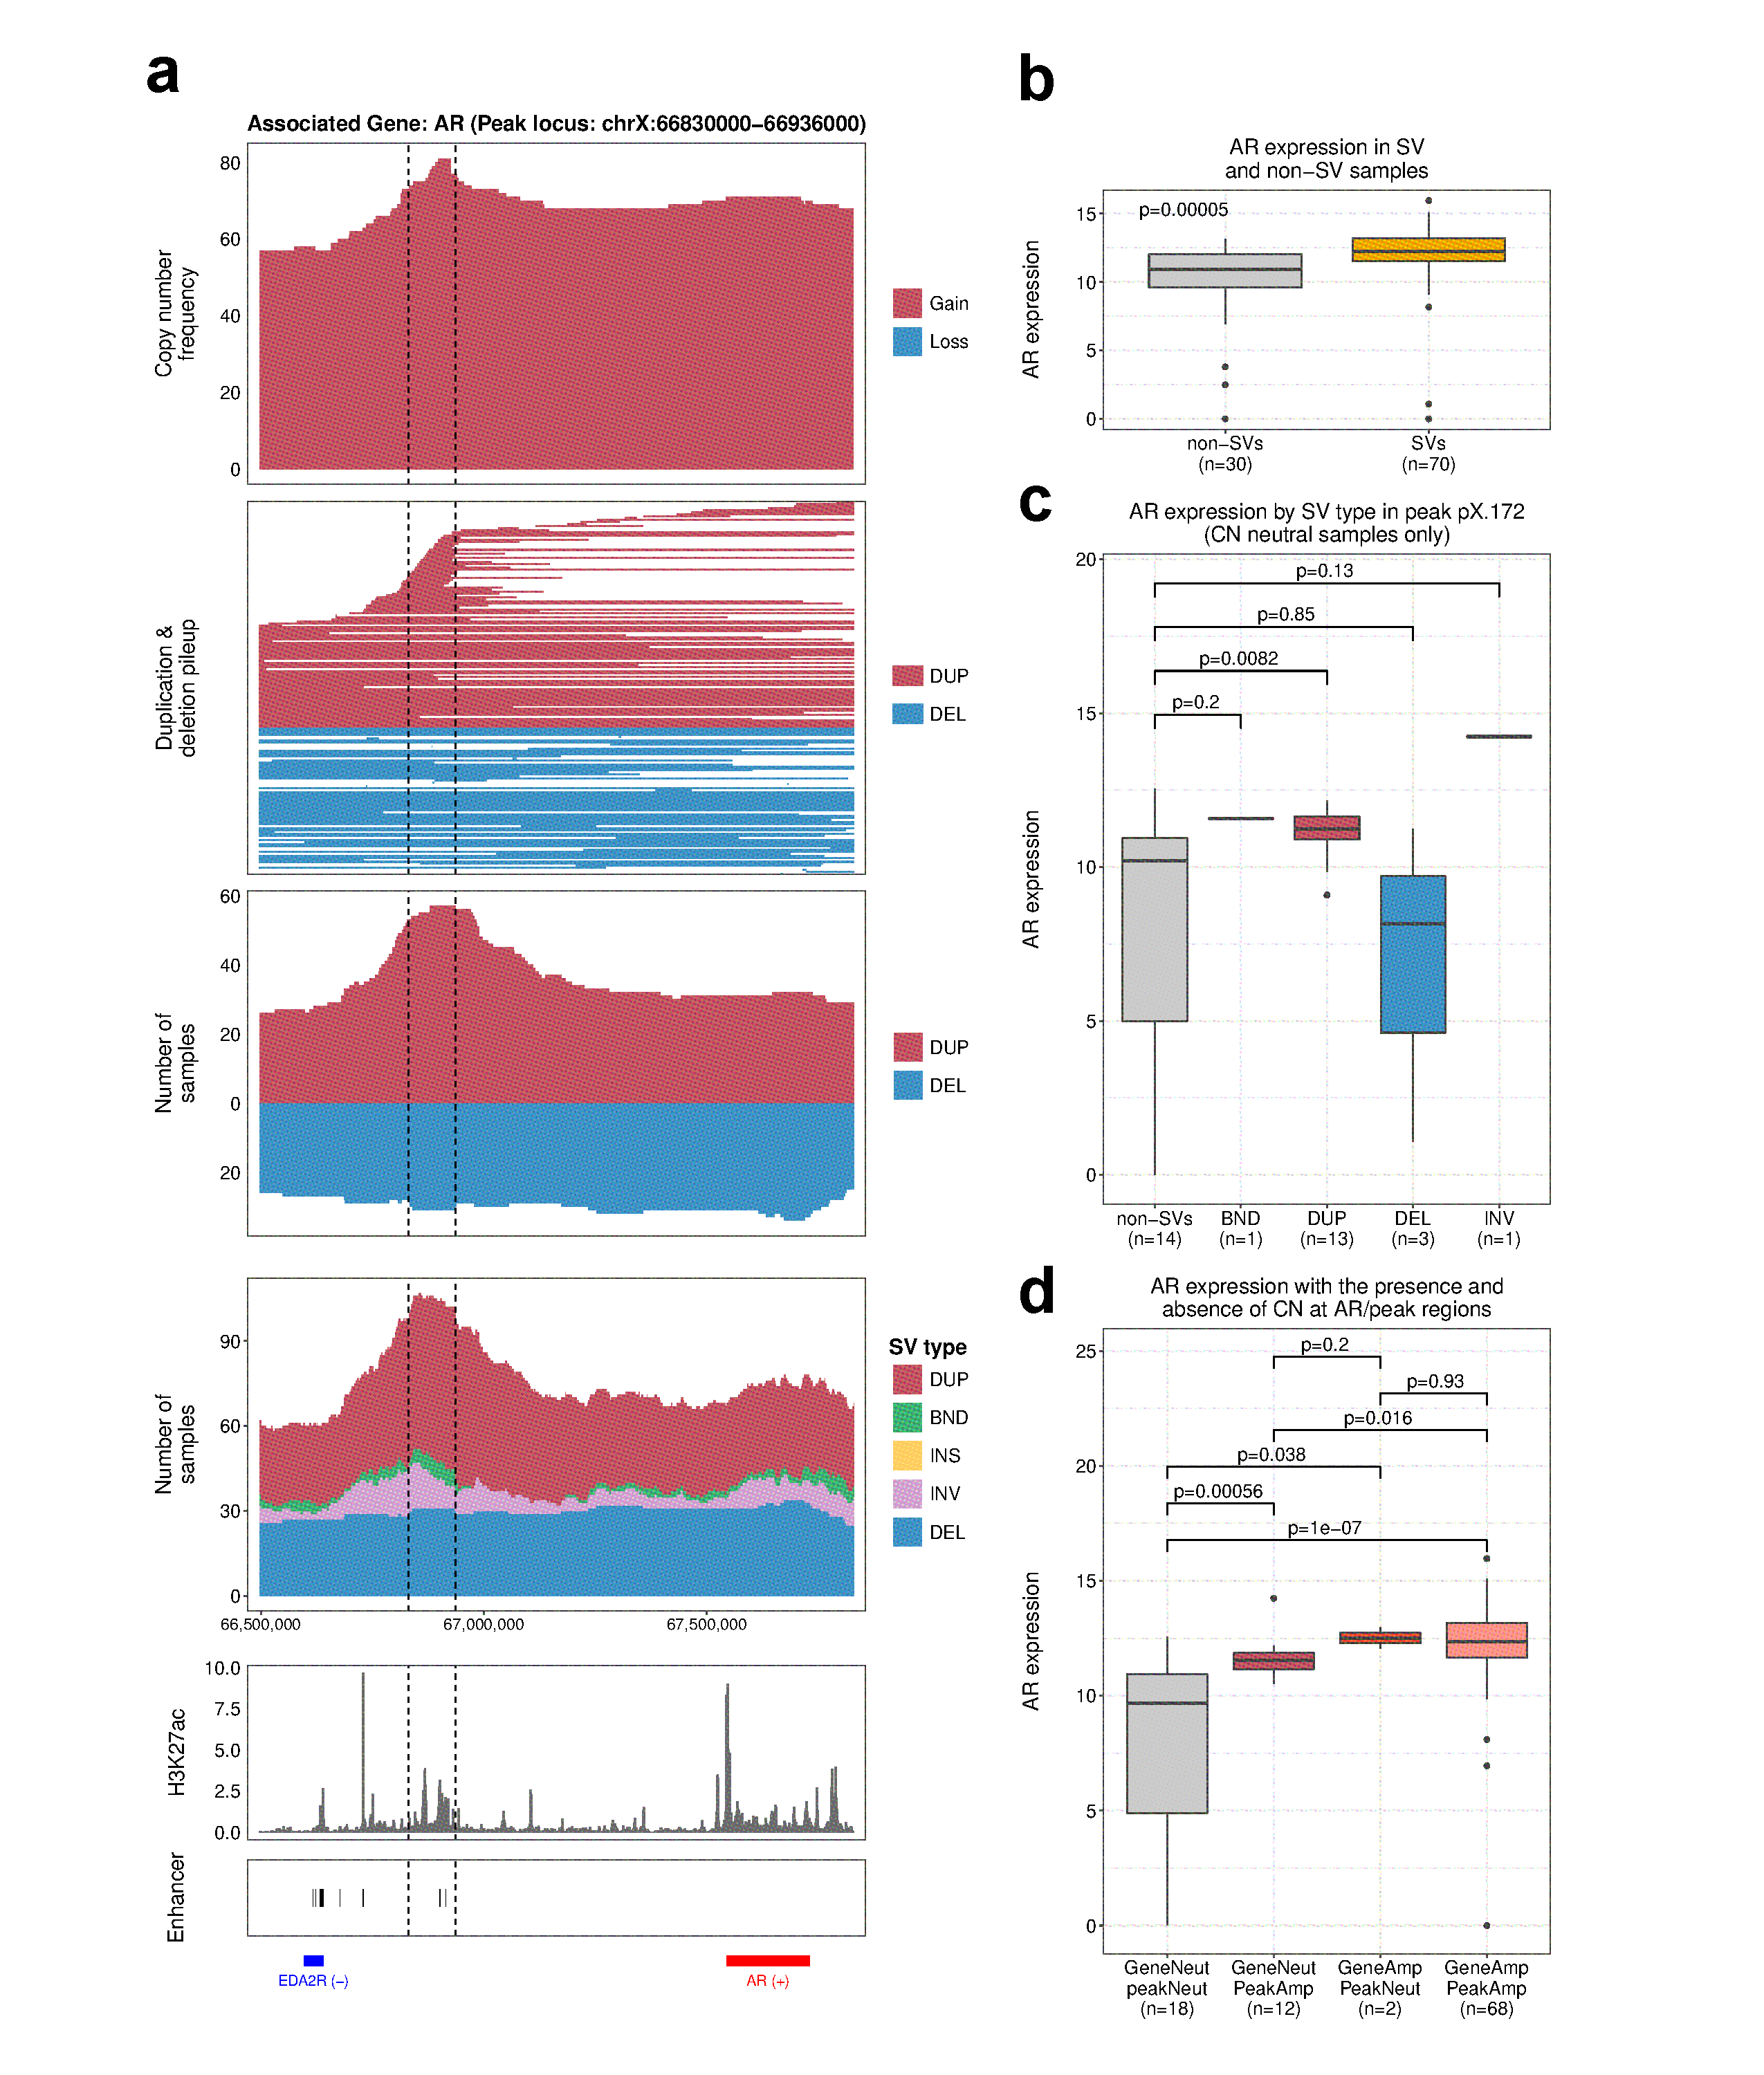 a
Associated Gene: AR (Peak locus: chrX:66830000−66936000)
Copy number
frequency
80
60
40
20
0
Gain
Loss
Duplication &
deletion pileup
DUP
DEL
Number of
samples
60
40
20
0
20
DUP
DEL
Number of
samples
90
60
30
0
66,500,000
67,000,000
67,500,000
SV type
DUP
BND
INS
INV
DEL
H3K27ac
10.0
7.5
5.0
2.5
0.0
Enhancer
EDA2R (−)
AR (+)
b
AR expression in SV
and non−SV samples
AR expression
15
10
5
0
p=0.00005
non−SVs
(n=30)
SVs
(n=70)
c
AR expression by SV type in peak pX.172
(CN neutral samples only)
AR expression
20
15
10
5
0
p=0.13
p=0.85
p=0.0082
p=0.2
non−SVs
(n=14)
BND
(n=1)
DUP
(n=13)
DEL
(n=3)
INV
(n=1)
d
AR expression with the presence and
absence of CN at AR/peak regions
AR expression
25
20
15
10
5
0
p=0.2
p=0.93
p=0.016
p=0.038
p=0.00056
p=1e−07
GeneNeut
peakNeut
(n=18)
GeneNeut
PeakAmp
(n=12)
GeneAmp
PeakNeut
(n=2)
GeneAmp
PeakAmp
(n=68)